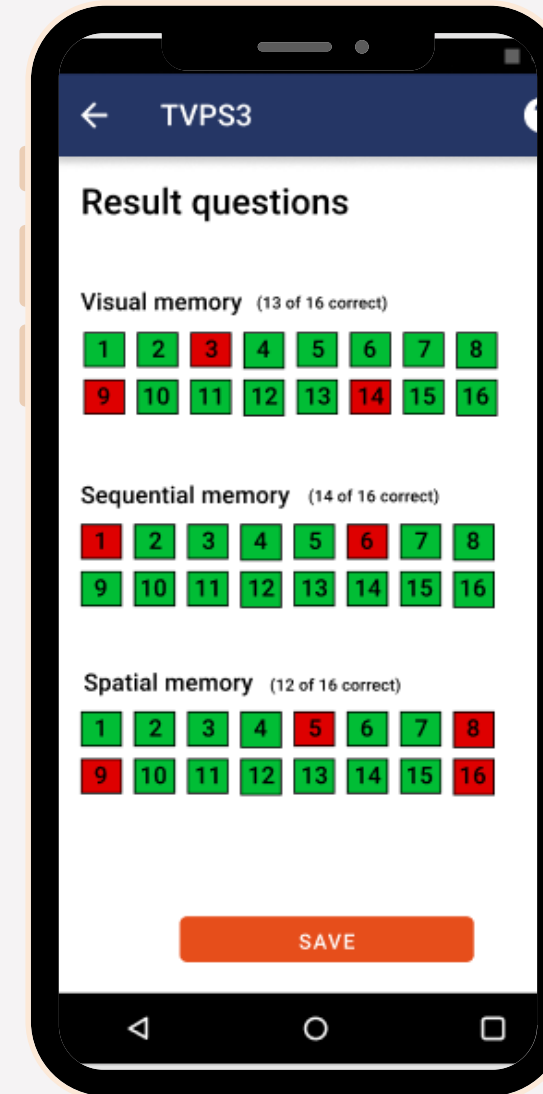 TVPS3
Result questions
Visual memory (13 of 16 correct)
1 2 3 4 5 6 7 8
9 10 11 12 13 14 15 16
Sequential memory (14 of 16 correct)
1 2 3 4 5 6 7 8
9 10 11 12 13 14 15 16
Spatial memory (12 of 16 correct)
1 2 3 4 5 6 7 8
9 10 11 12 13 14 15 16
SAVE